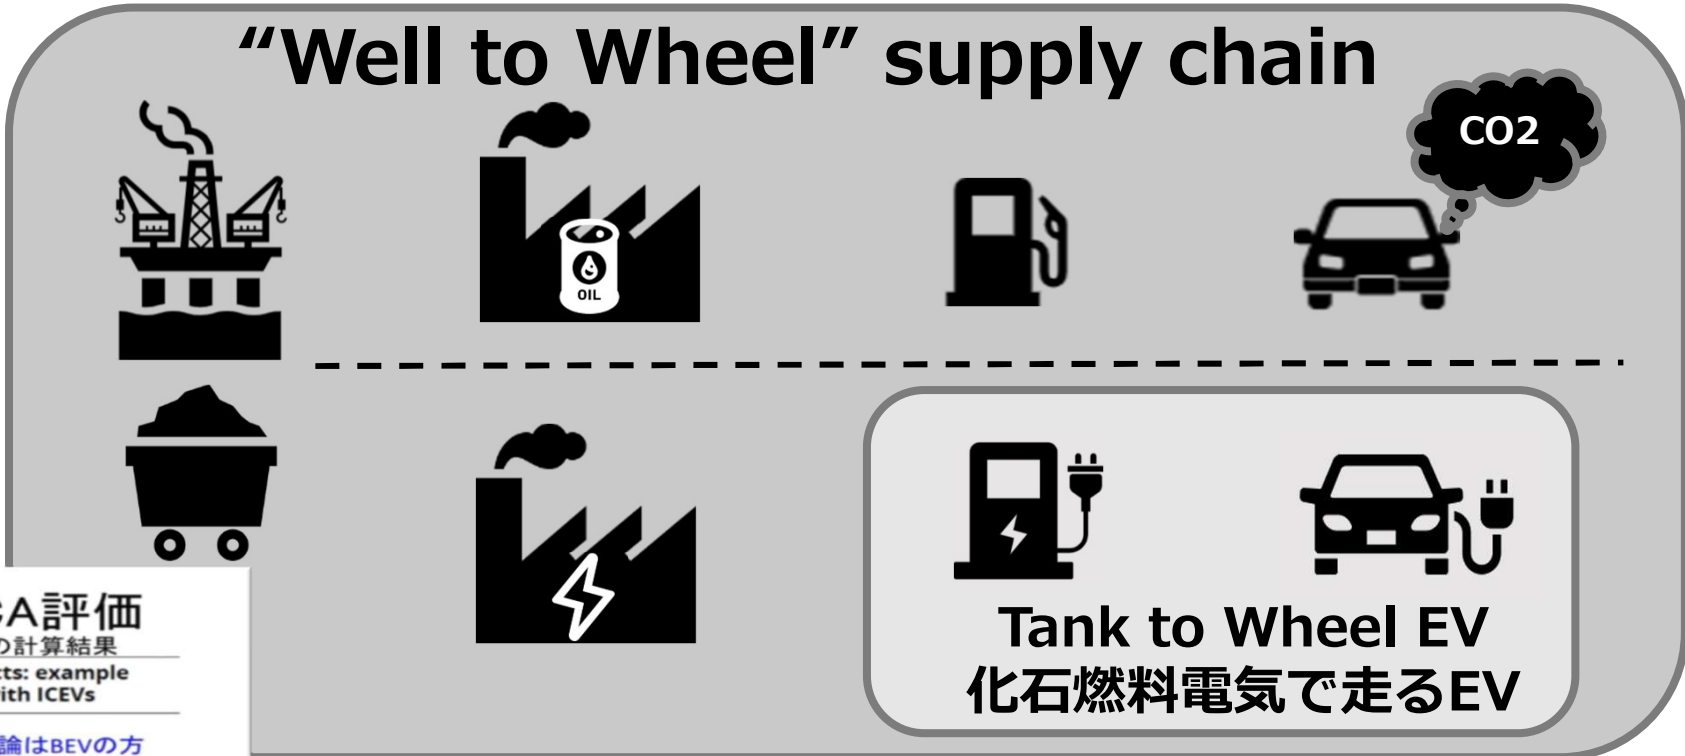 “Well to Wheel” supply chain
CO2
OIL
Tank to Wheel EV
化石燃料電気で走るEV
A評価
の計算結果
cts: example
ith ICEVs
論はBEVの方